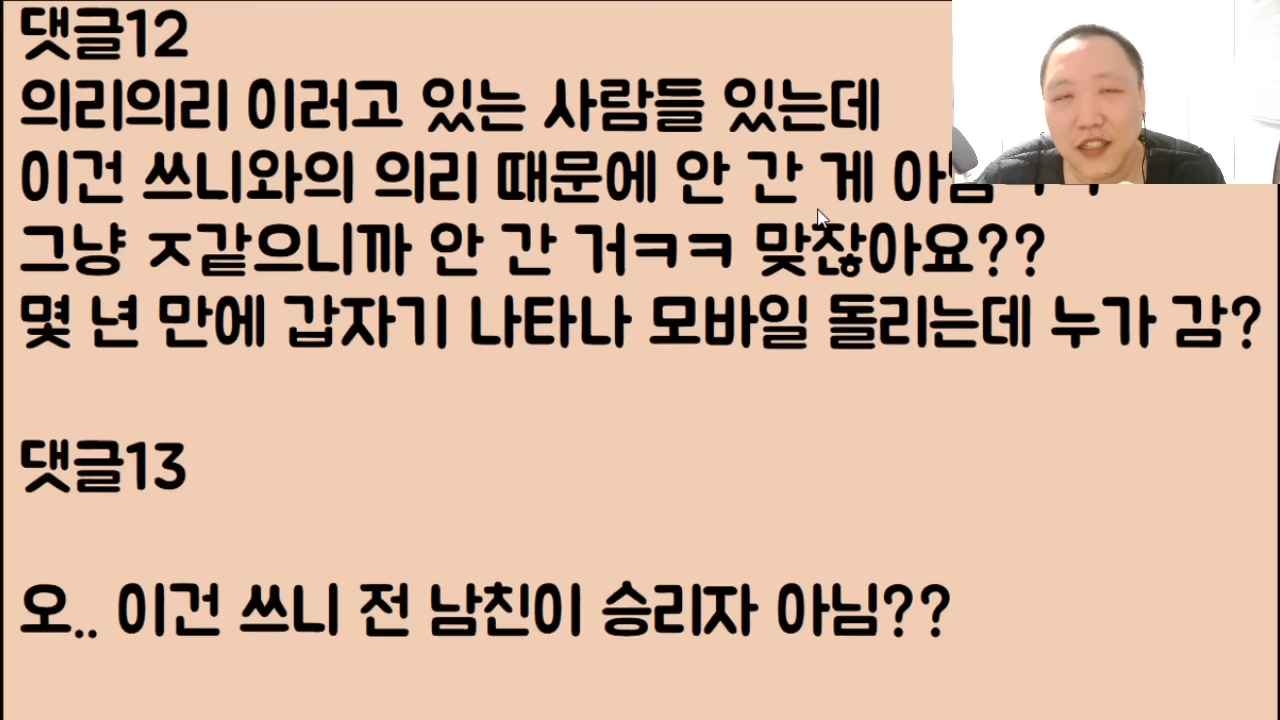 댓글12
의리의리 이러고 있는 사람들 있는데
이건 쓰니와의 의리 때문에 안 간 게
그냥 ㅈ같으니까 안 간 거ㅋㅋ 맞잖아요??
몇 년 만에 갑자기 나타나 모바일 돌리는데 누가 감?
댓글13
오.. 이건 쓰니 전 남친이 승리자 아님??